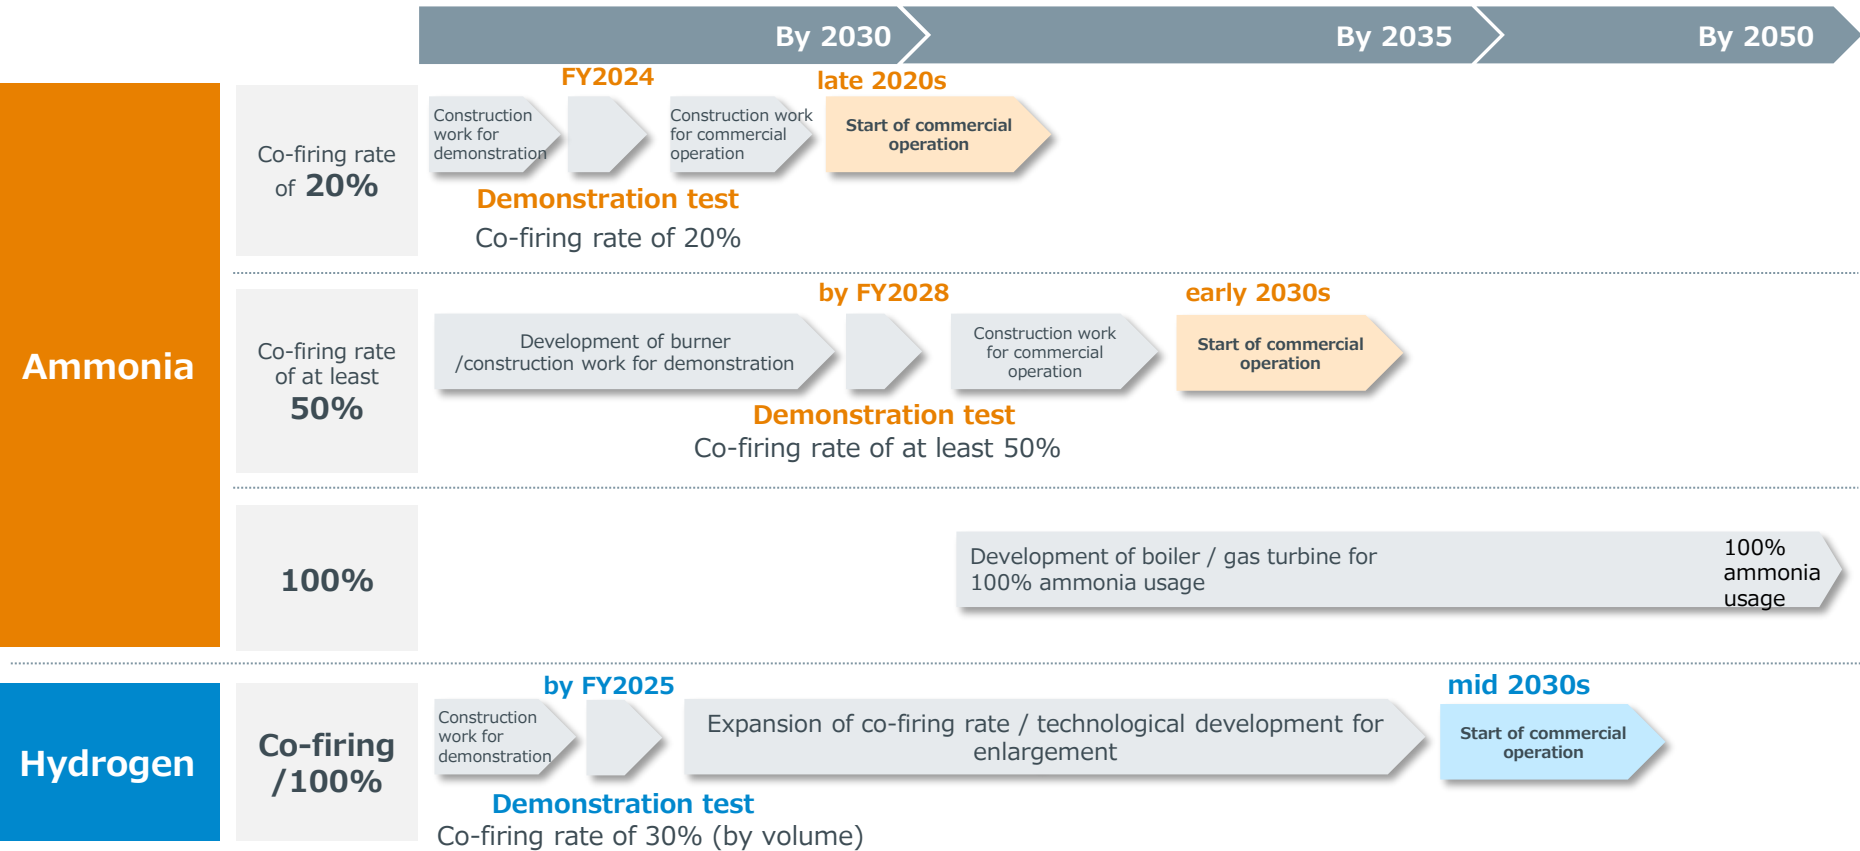 By 2030
By 2035
By 2050
Ammonia
Co-firing rate
of 20%
FY2024
late 2020s
Construction
work for
demonstration
Construction work
for commercial
operation
Start of commercial
operation
Demonstration test
Co-firing rate of 20%
Co-firing rate
of at least
50%
by FY2028
early 2030s
Development of burner
/construction work for demonstration
Construction work
for commercial
operation
Start of commercial
operation
Demonstration test
Co-firing rate of at least 50%
100%
Development of boiler / gas turbine for
100% ammonia usage
100%
ammonia
usage
Hydrogen
Co-firing
/100%
by FY2025
mid 2030s
Construction
work for
demonstration
Expansion of co-firing rate / technological development for
enlargement
Start of commercial
operation
Demonstration test
Co-firing rate of 30% (by volume)